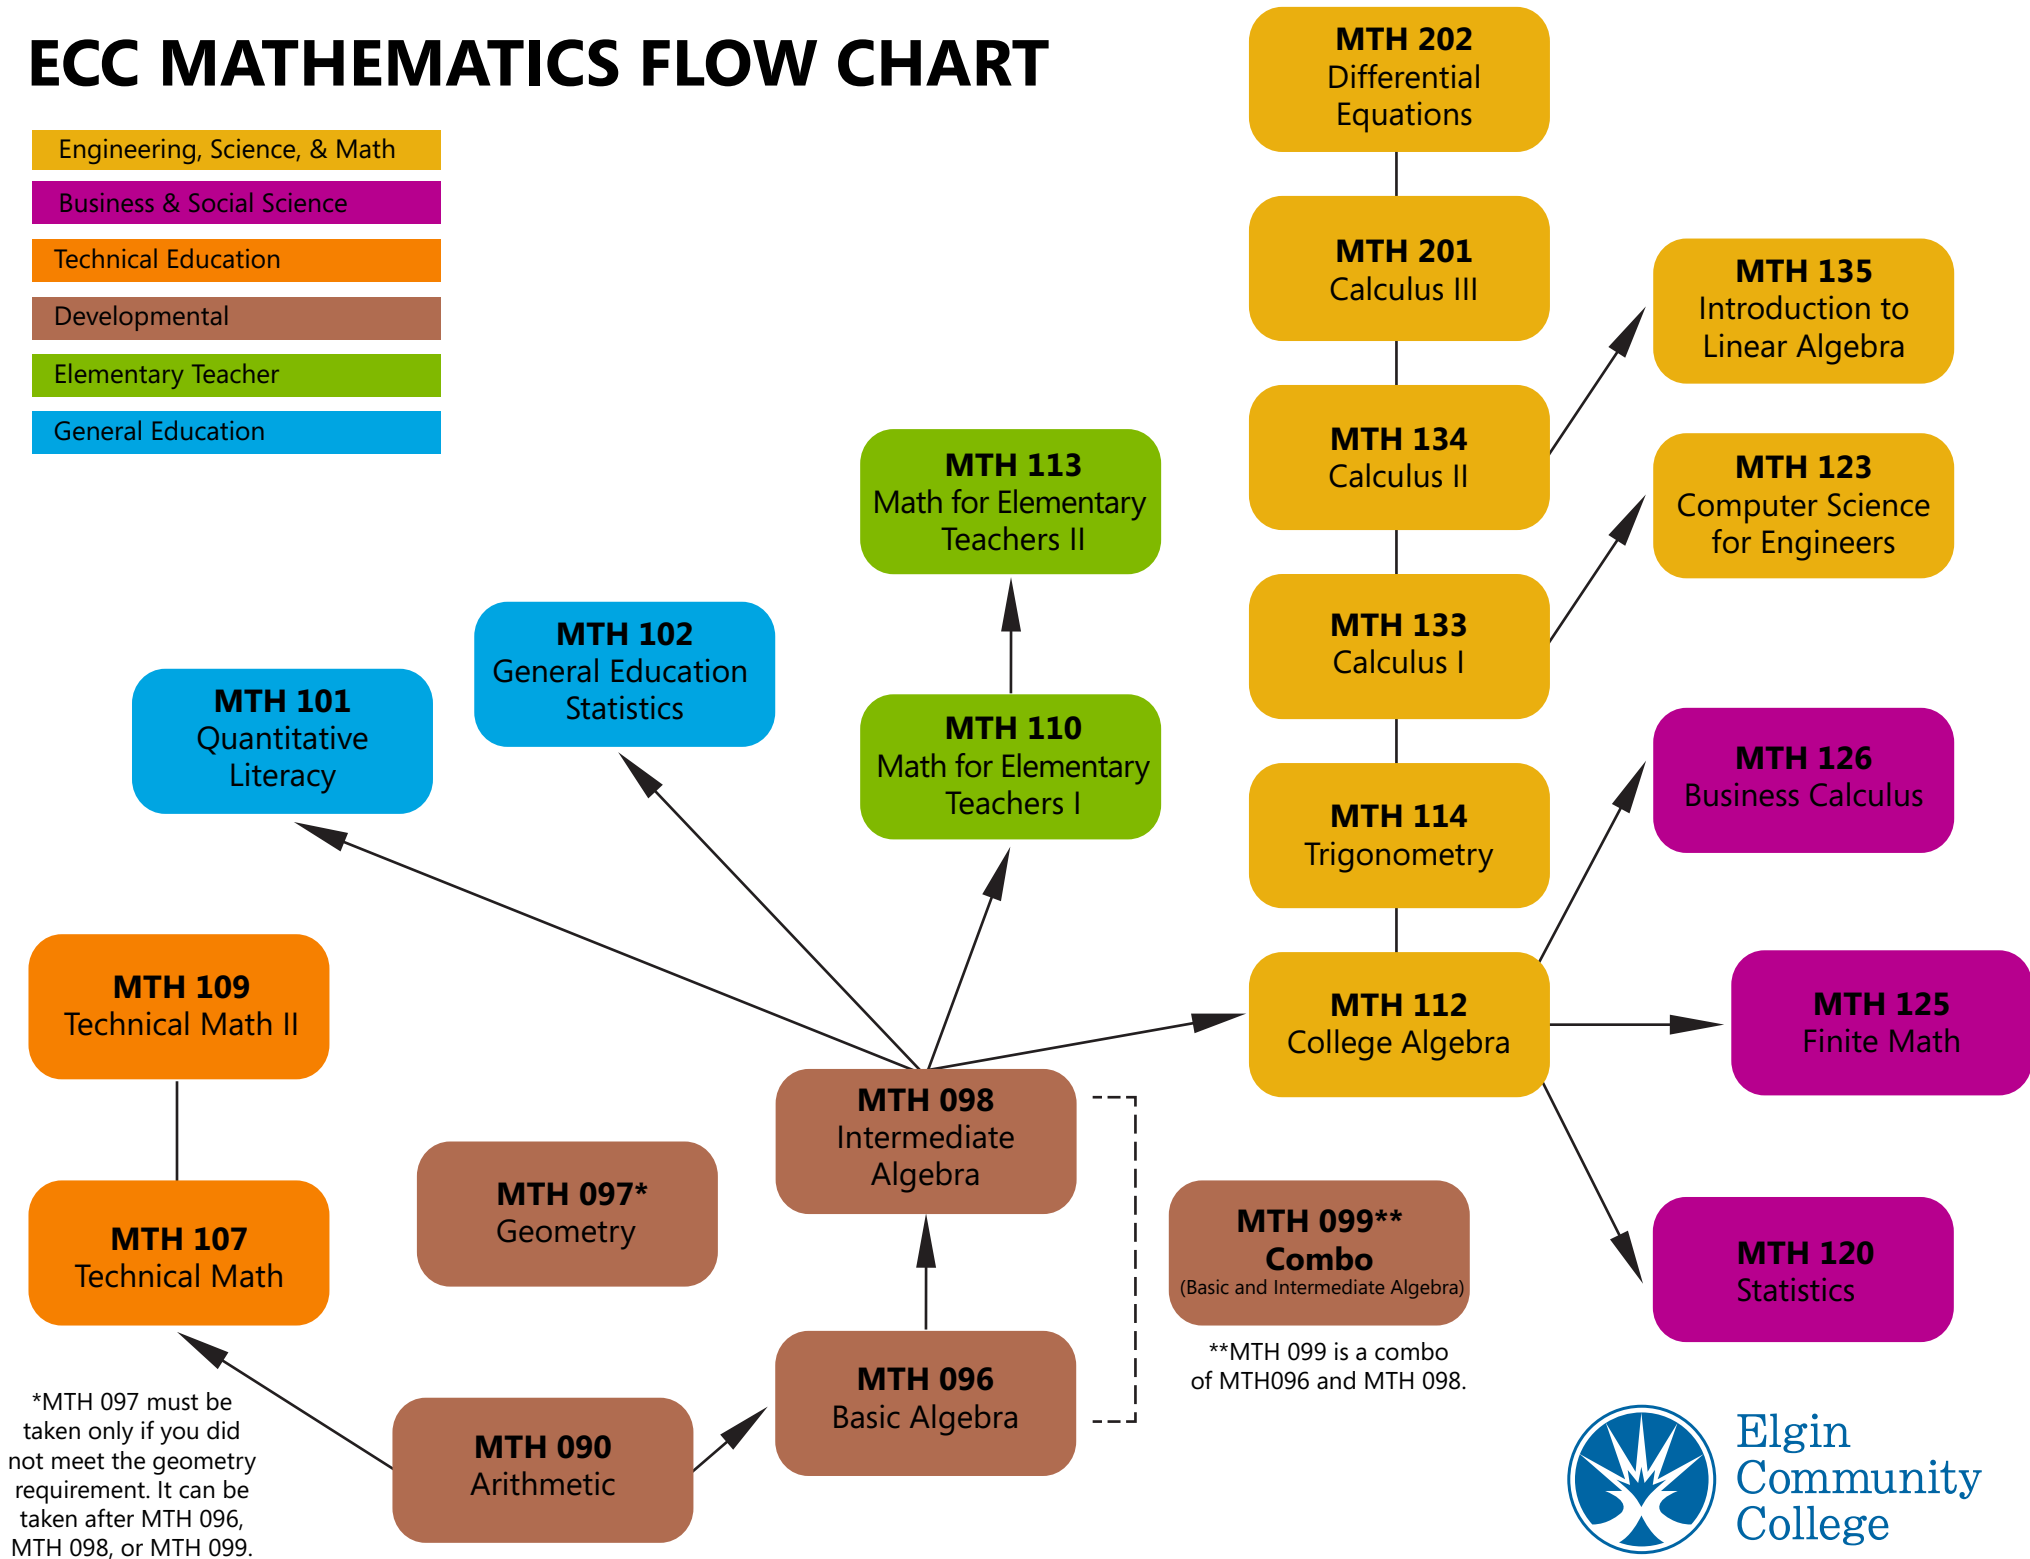 ECC MATHEMATICS FLOW CHART
Engineering, Science, & Math
Business & Social Science
Technical Education
Developmental
Elementary Teacher
General Education
MTH 202
Differential
Equations
MTH 201
Calculus III
MTH 135
Introduction to
Linear Algebra
MTH 134
Calculus II
MTH 123
Computer Science
for Engineers
MTH 113
Math for Elementary
Teachers II
MTH 133
Calculus I
MTH 102
General Education
Statistics
MTH 101
Quantitative
Literacy
MTH 110
Math for Elementary
Teachers I
MTH 126
Business Calculus
MTH 114
Trigonometry
MTH 109
Technical Math II
MTH 112
College Algebra
MTH 125
Finite Math
MTH 098
Intermediate
Algebra
MTH 097*
Geometry
MTH 107
Technical Math
MTH 099**
Combo
(Basic and Intermediate Algebra)
MTH 120
Statistics
**MTH 099 is a combo
of MTH096 and MTH 098.
MTH 096
Basic Algebra
MTH 090
Arithmetic
*MTH 097 must be
taken only if you did
not meet the geometry
requirement. It can be
taken after MTH 096,
MTH 098, or MTH 099.
Elgin
Community
College